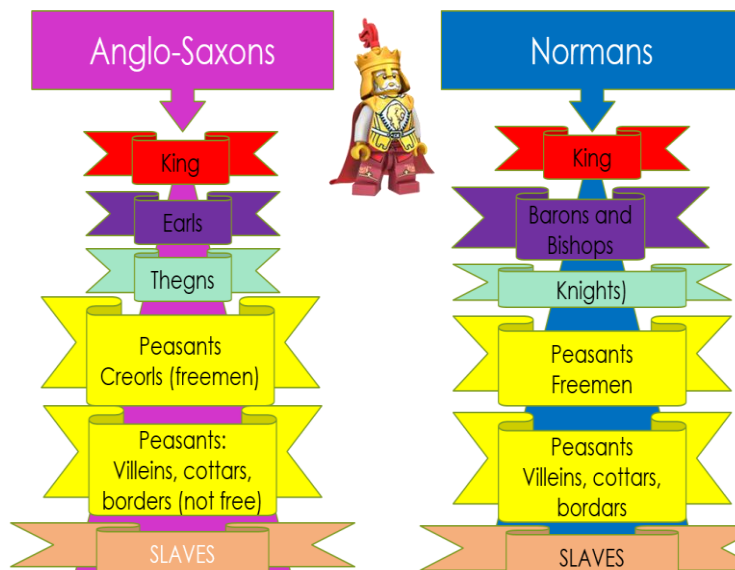 Anglo-Saxons
King
Earls
Thegns
Peasants
Creorls (freemen)
Peasants:
Villeins, cottars,
borders (not free)
SLAVES
Normans
King
Barons and
Bishops
Knights)
Peasants
Freemen
Peasants
Villeins, cottars,
bordars
SLAVES